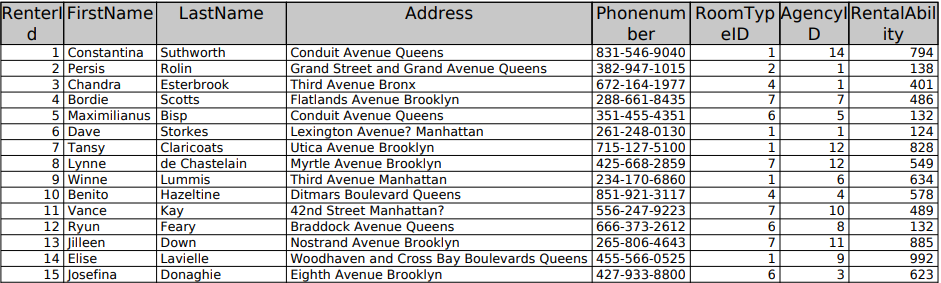 RenterId FirstName LastName Address Phonenumber RoomTypeID AgencyID RentalAbility
1 Constantina Suthworth Conduit Avenue Queens 831-546-9040 1 14 794
2 Persis Rolin Grand Street and Grand Avenue Queens 382-947-1015 2 1 138
3 Chandra Esterbrook Third Avenue Bronx 672-164-1977 4 1 401
4 Bordie Scotts Flatlands Avenue Brooklyn 288-661-8435 7 7 486
5 Maximilianus Bisp Conduit Avenue Queens 351-455-4351 6 5 132
6 Dave Storkes Lexington Avenue? Manhattan 261-248-0130 1 1 124
7 Tansy Claricoats Utica Avenue Brooklyn 715-127-5100 1 12 828
8 Lynne de Chastelain Myrtle Avenue Brooklyn 425-668-2859 7 12 549
9 Winne Lummis Third Avenue Manhattan 234-170-6860 1 6 634
10 Benito Hazeltine Ditmars Boulevard Queens 851-921-3117 4 4 578
11 Vance Kay 42nd Street Manhattan? 556-247-9223 7 10 489
12 Ryun Feary Braddock Avenue Queens 666-373-2612 6 8 132
13 Jilleen Down Nostrand Avenue Brooklyn 265-806-4643 7 11 885
14 Elise Lavielle Woodhaven and Cross Bay Boulevards Queens 455-566-0525 1 9 992
15 Josefina Donaghie Eighth Avenue Brooklyn 427-933-8800 6 3 623